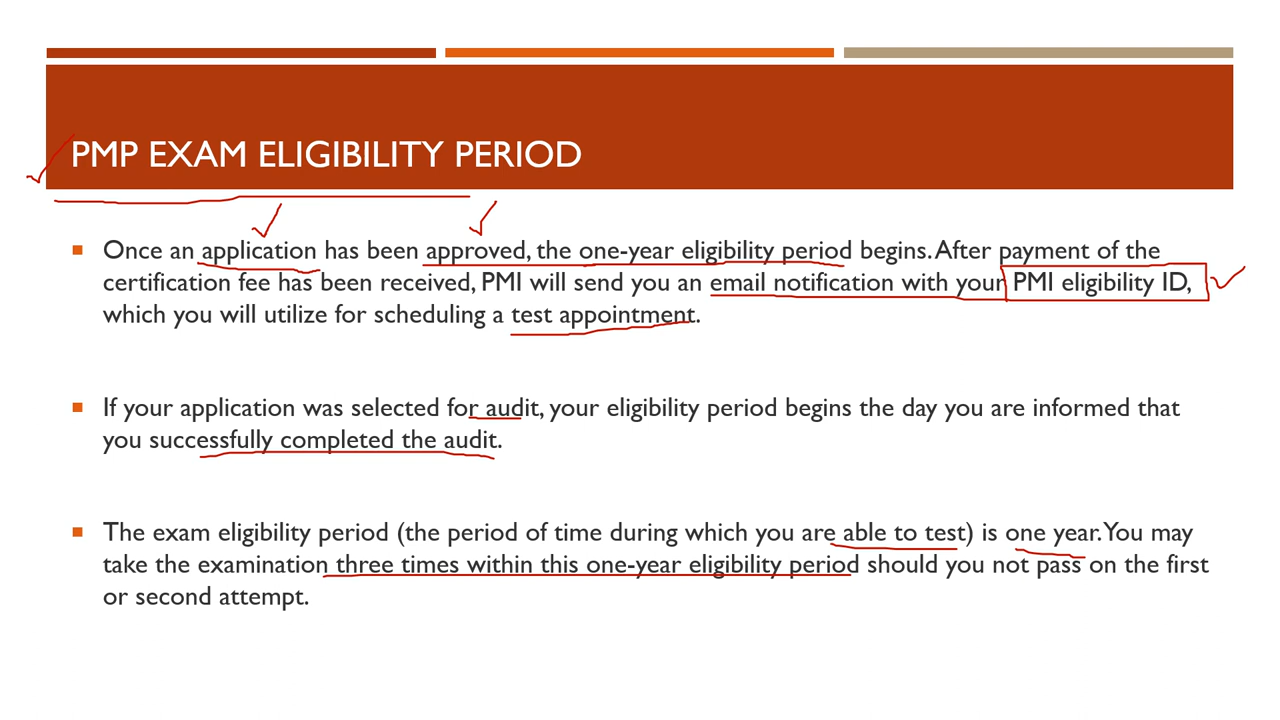 PMP EXAM ELIGIBILITY PERIOD
Once an application has been approved, the one-year eligibility period begins. After payment of the
certification fee has been received, PMI will send you an email notification with your PMI eligibility ID,
which you will utilize for scheduling a test appointment.
If your application was selected for audit, your eligibility period begins the day you are informed that
you successfully completed the audit.
The exam eligibility period (the period of time during which you are able to test) is one year. You may
take the examination three times within this one-year eligibility period should you not pass on the first
or second attempt.